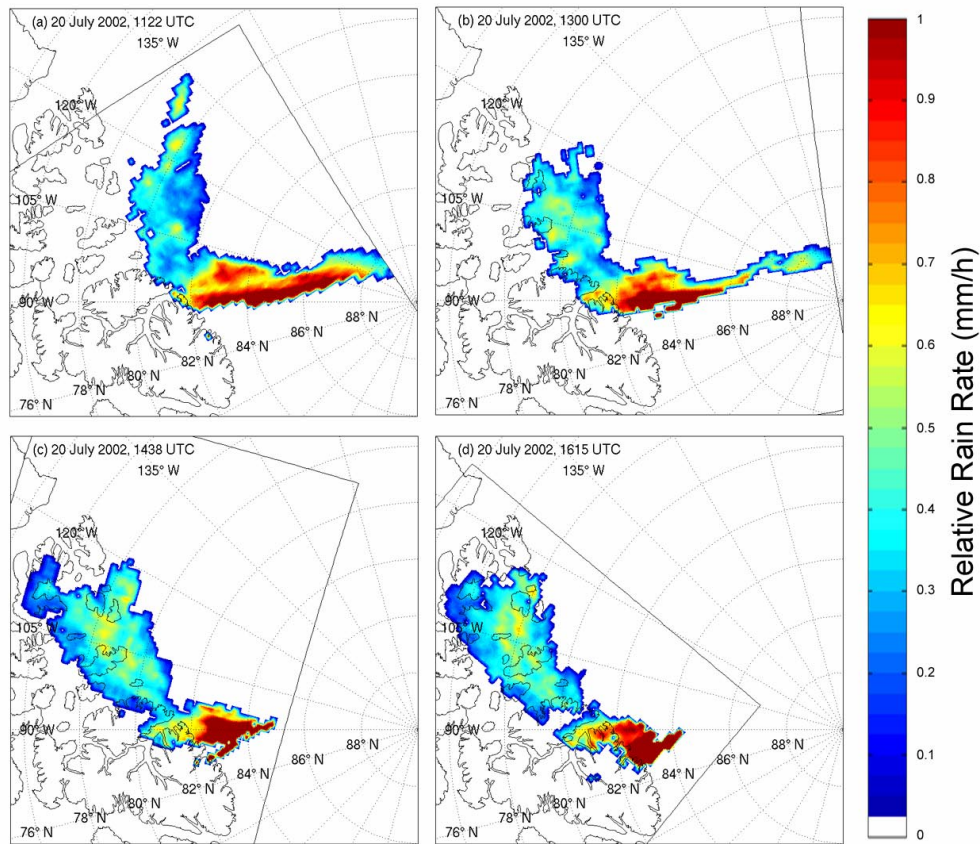 (a) 20 July 2002, 1122 UTC
135° W
120° W
105° W
90° W
88° N
86° N
84° N
82° N
80° N
78° N
76° N
(b) 20 July 2002, 1300 UTC
135° W
120° W
105° W
90° W
88° N
86° N
84° N
82° N
80° N
78° N
76° N
(c) 20 July 2002, 1438 UTC
135° W
120° W
105° W
90° W
88° N
86° N
84° N
82° N
80° N
78° N
76° N
(d) 20 July 2002, 1615 UTC
135° W
120° W
105° W
90° W
88° N
86° N
84° N
82° N
80° N
78° N
76° N
1
0.9
0.8
0.7
0.6
0.5
0.4
0.3
0.2
0.1
0
Relative Rain Rate (mm/h)